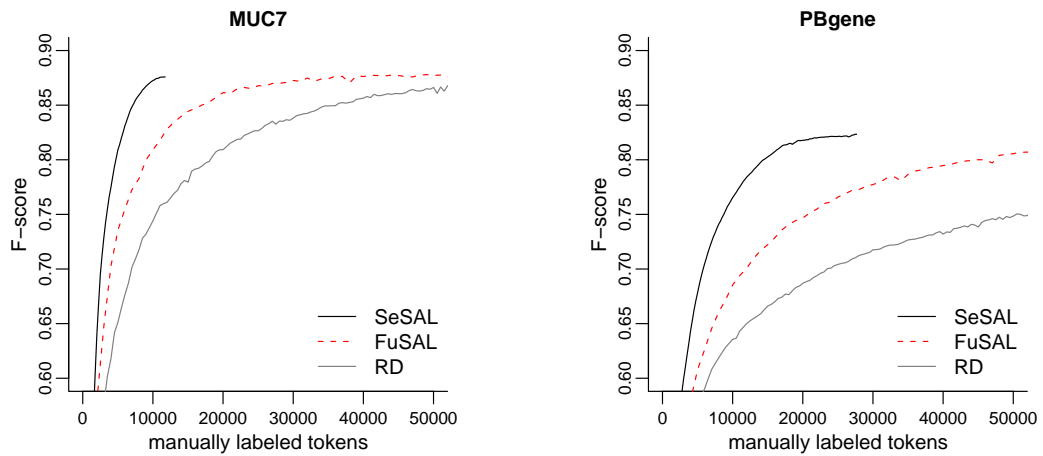 MUC7
F−score
0.90
0.85
0.80
0.75
0.70
0.65
0.60
SeSAL
FuSAL
RD
0 10000 20000 30000 40000 50000
manually labeled tokens
PBgene
F−score
0.90
0.85
0.80
0.75
0.70
0.65
0.60
SeSAL
FuSAL
RD
0 10000 20000 30000 40000 50000
manually labeled tokens